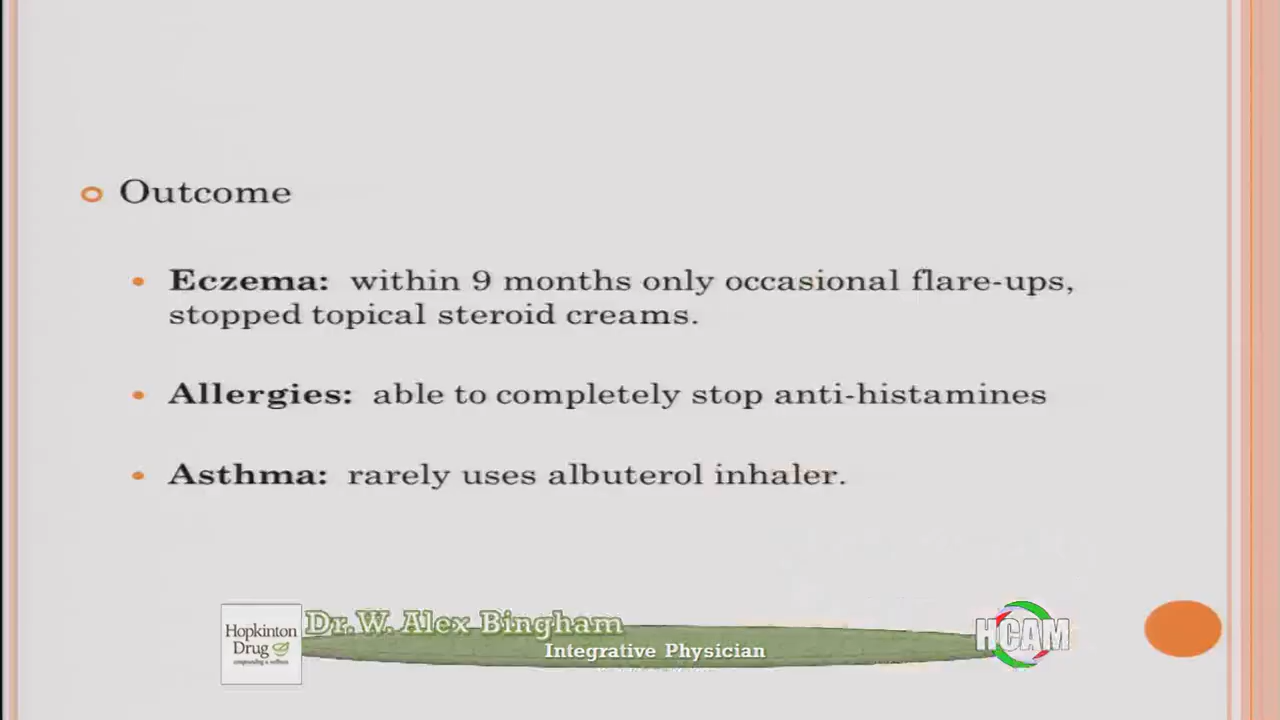 Outcome
Eczema: within 9 months only occasional flare-ups,
stopped topical steroid creams.
Allergies: able to completely stop anti-histamines
Asthma: rarely uses albuterol inhaler.
Dr. W. Alex Bingham
Integrative Physician
Hopkinton
Drug
HCAM